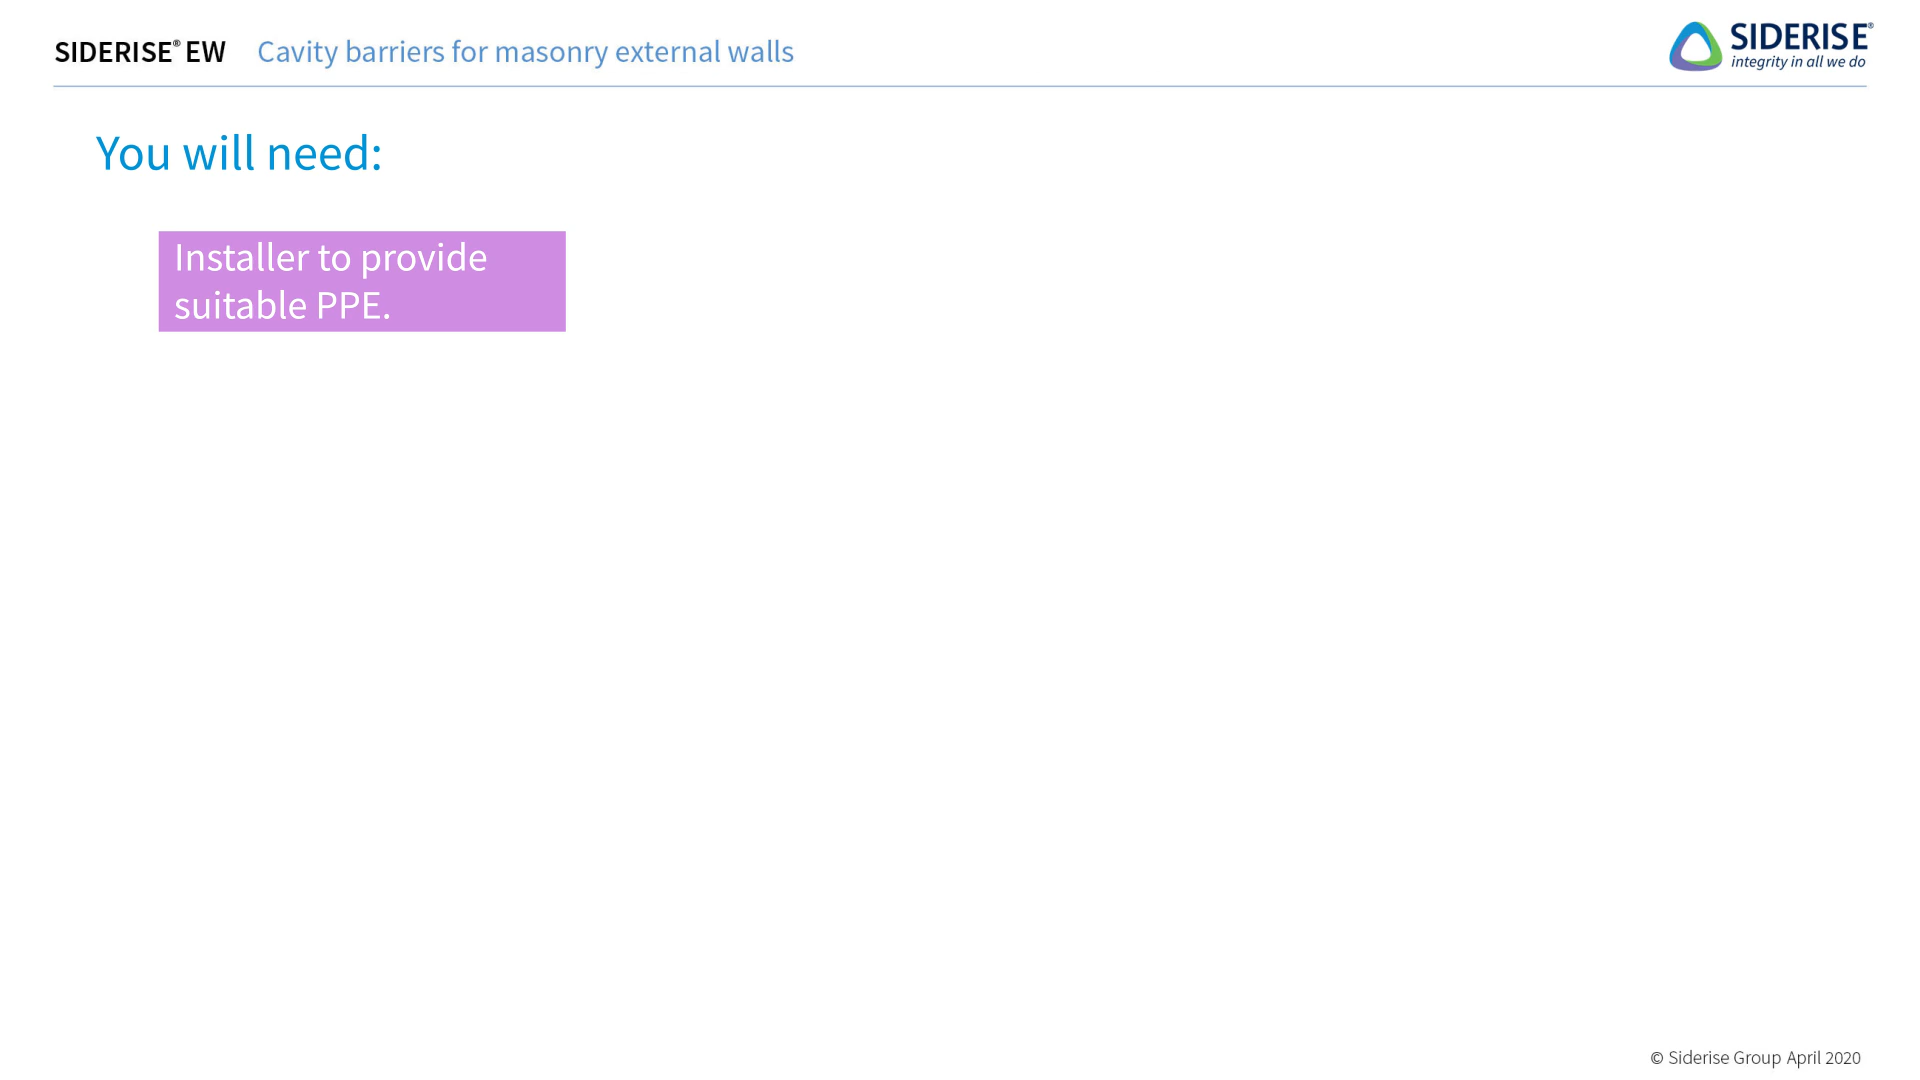 SIDERISE® EW Cavity barriers for masonry external walls
SIDERISE®
integrity in all we do
You will need:
Installer to provide
suitable PPE.
© Siderise Group April 2020